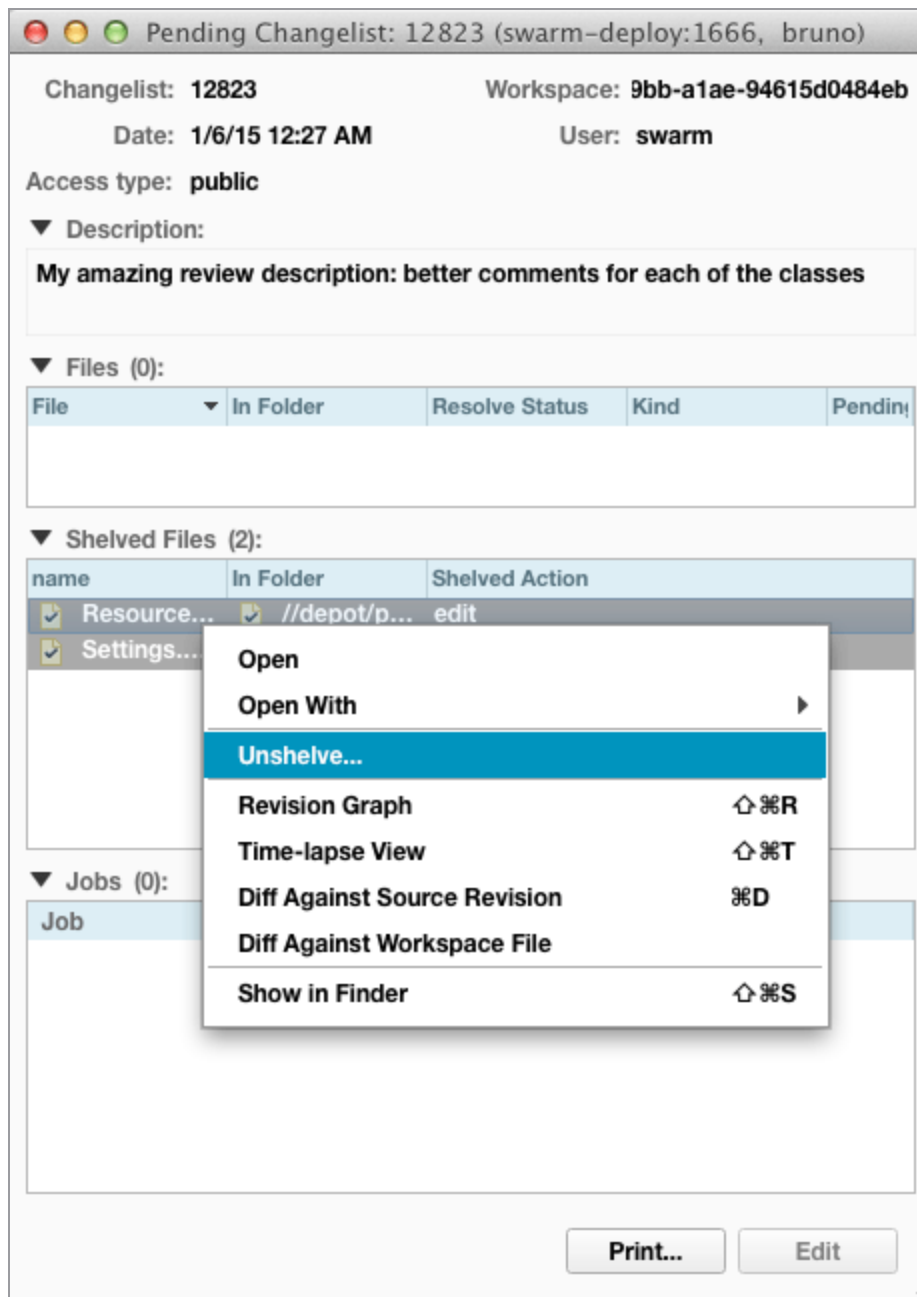 Pending Changelist: 12823 (swarm-deploy:1666, bruno)
Changelist: 12823 Workspace: 9bb-a1ae-94615d0484eb
Date: 1/6/15 12:27 AM User: swarm
Access type: public
Description:
My amazing review description: better comments for each of the classes
Files (0):
File In Folder Resolve Status Kind Pending
Shelved Files (2):
name In Folder Shelved Action
Resource... //depot/p... edit
Settings....
Open
Open With
Unshelve...
Revision Graph ⇧⌘R
Time-lapse View ⇧⌘T
Diff Against Source Revision ⌘D
Diff Against Workspace File
Show in Finder ⇧⌘S
Jobs (0):
Job
Print... Edit